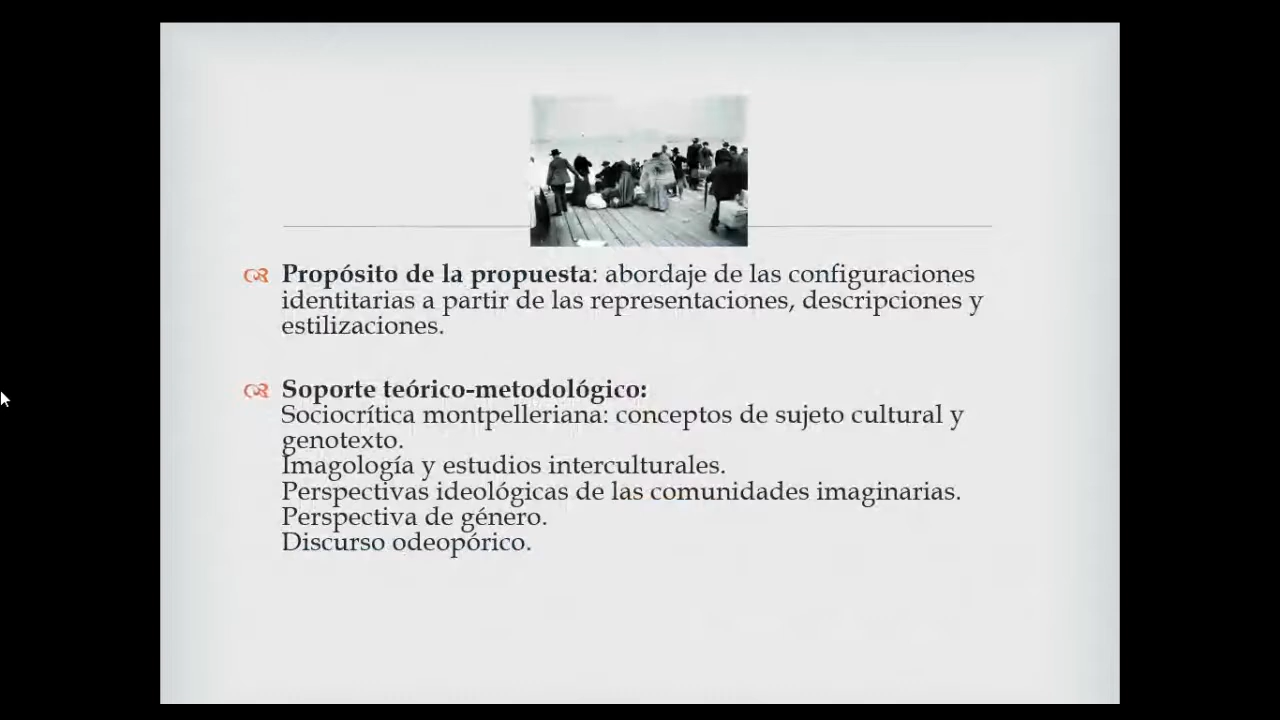 Propósito de la propuesta: abordaje de las configuraciones
identitarias a partir de las representaciones, descripciones y
estilizaciones.
Soporte teórico-metodológico:
Sociocrítica montpelleriana: conceptos de sujeto cultural y
genotexto.
Imagología y estudios interculturales.
Perspectivas ideológicas de las comunidades imaginarias.
Perspectiva de género.
Discurso odeopórico.